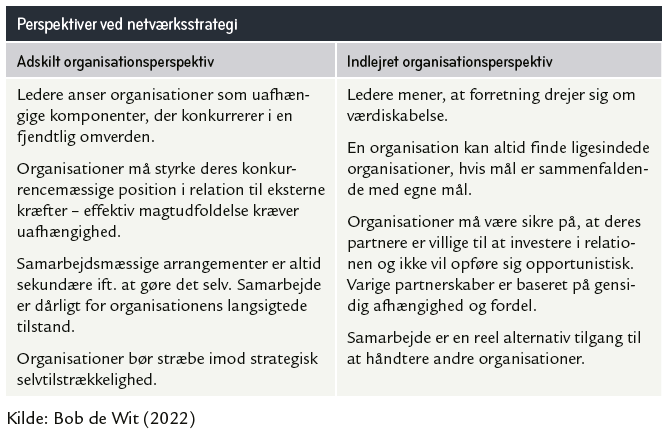 Perspektiver ved netværksstrategi
Adskilt organisationsperspektiv
Ledere anser organisationer som uafhæn-
gige komponenter, der konkurrerer i en
fjendtlig omverden.
Organisationer må styrke deres konkur-
rencemæssige position i relation til eksterne
kræfter – effektiv magtudfoldelse kræver
uafhængighed.
Samarbejdsmæssige arrangementer er altid
sekundære ift. at gøre det selv. Samarbejde
er dårligt for organisationens langsigtede
tilstand.
Organisationer bør stræbe imod strategisk
selvtilstrækkelighed.
Indlejret organisationsperspektiv
Ledere mener, at forretning drejer sig om
værdiskabelse.
En organisation kan altid finde ligesindede
organisationer, hvis mål er sammenfalden-
de med egne mål.
Organisationer må være sikre på, at deres
partnere er villige til at investere i relatio-
nen og ikke vil opføre sig opportunistisk.
Varige partnerskaber er baseret på gensi-
dig afhængighed og fordel.
Samarbejde er en reel alternativ tilgang til
at håndtere andre organisationer.
Kilde: Bob de Wit (2022)